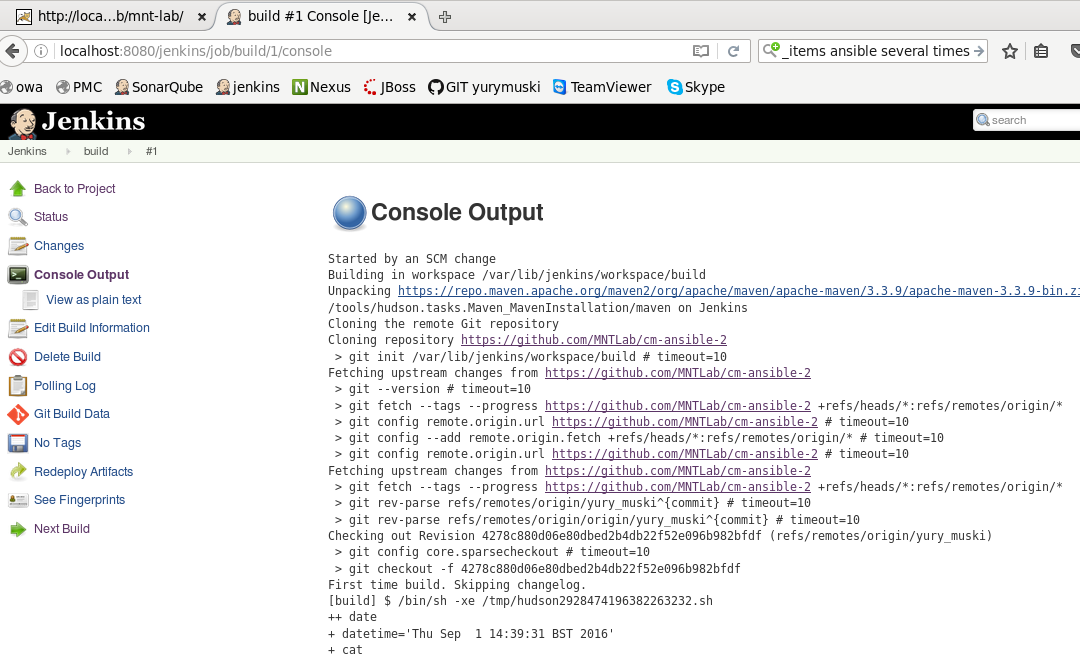 http://loca...b/mnt-lab/
build #1 Console [Je...
localhost:8080/jenkins/job/build/1/console
_items ansible several times
owa PMC SonarQube jenkins Nexus JBoss GIT yurymuski TeamViewer Skype
Jenkins
search
Jenkins build #1
Back to Project
Status
Changes
Console Output
View as plain text
Edit Build Information
Delete Build
Polling Log
Git Build Data
No Tags
Redeploy Artifacts
See Fingerprints
Next Build
Console Output
Started by an SCM change
Building in workspace /var/lib/jenkins/workspace/build
Unpacking https://repo.maven.apache.org/maven2/org/apache/maven/apache-maven/3.3.9/apache-maven-3.3.9-bin.zi
/tools/hudson.tasks.Maven_MavenInstallation/maven on Jenkins
Cloning the remote Git repository
Cloning repository https://github.com/MNTLab/cm-ansible-2
> git init /var/lib/jenkins/workspace/build # timeout=10
Fetching upstream changes from https://github.com/MNTLab/cm-ansible-2
> git --version # timeout=10
> git fetch --tags --progress https://github.com/MNTLab/cm-ansible-2 +refs/heads/*:refs/remotes/origin/*
> git config remote.origin.url https://github.com/MNTLab/cm-ansible-2 # timeout=10
> git config --add remote.origin.fetch +refs/heads/*:refs/remotes/origin/* # timeout=10
> git config remote.origin.url https://github.com/MNTLab/cm-ansible-2 # timeout=10
Fetching upstream changes from https://github.com/MNTLab/cm-ansible-2
> git fetch --tags --progress https://github.com/MNTLab/cm-ansible-2 +refs/heads/*:refs/remotes/origin/*
> git rev-parse refs/remotes/origin/yury_muski^{commit} # timeout=10
> git rev-parse refs/remotes/origin/origin/yury_muski^{commit} # timeout=10
Checking out Revision 4278c880d06e80dbed2b4db22f52e096b982bfdf (refs/remotes/origin/yury_muski)
> git config core.sparsecheckout # timeout=10
> git checkout -f 4278c880d06e80dbed2b4db22f52e096b982bfdf
First time build. Skipping changelog.
[build] $ /bin/sh -xe /tmp/hudson2928474196382263232.sh
++ date
+ datetime='Thu Sep  1 14:39:31 BST 2016'
+ cat